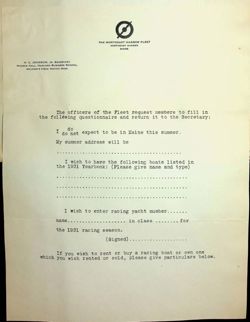 THE NORTHEAST HARBOR FLEET
NORTHEAST HARBOR
MAINE
The officers of the Fleet request members to fill in
the following questionnaire and return it to the Secretary:
I do
do not expect to be in Maine this summer.
My summer address will be
I wish to have the following boats listed in
the 1931 Yearbook: (Please give name and type)
I wish to enter racing yacht number.......
name.................. in class ........ for
the 1931 racing season.
(Signed)..................
If you wish to rent or buy a racing boat or own one
which you wish rented or sold, please give particulars below.